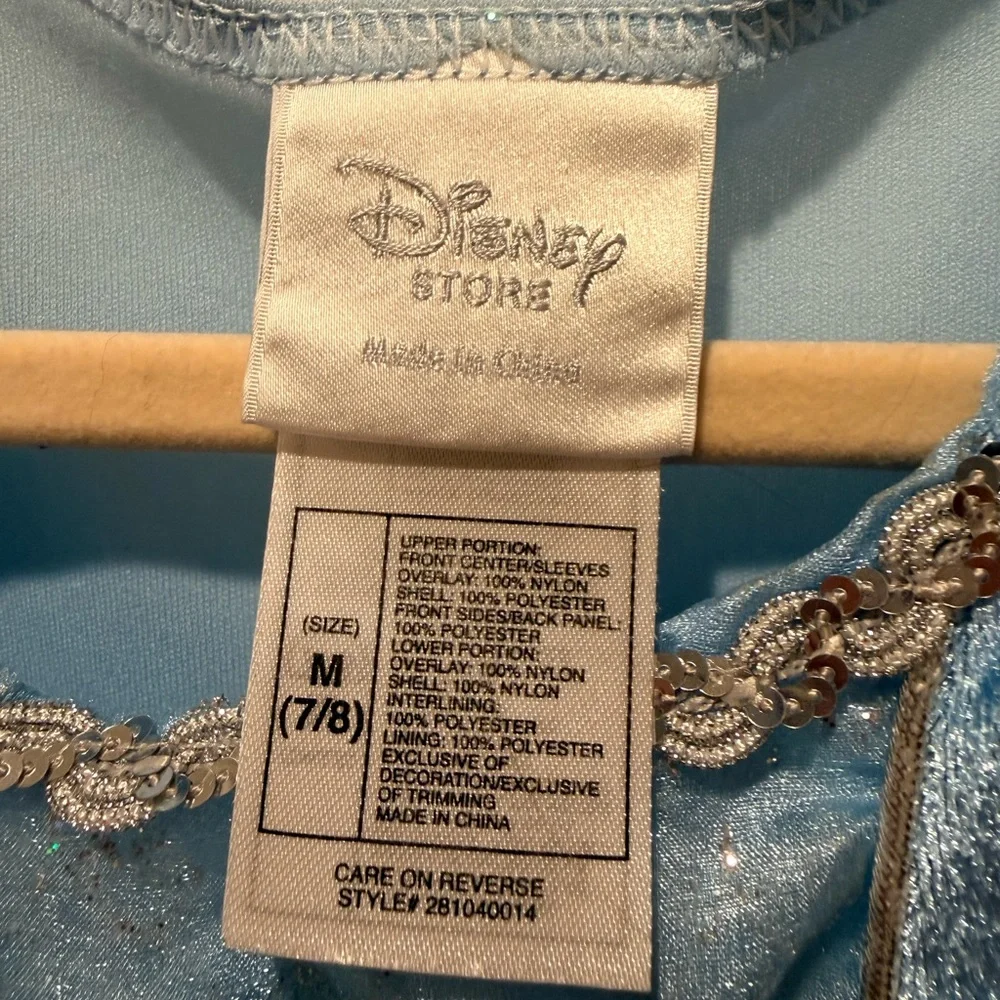 Disney
STORE
Made in China
(SIZE)
M
(7/8)
UPPER PORTION:
FRONT CENTER/SLEEVES
OVERLAY: 100% NYLON
SHELL: 100% POLYESTER
FRONT SIDES/BACK PANEL:
100% POLYESTER
LOWER PORTION:
OVERLAY: 100% NYLON
SHELL: 100% NYLON
INTERLINING:
100% POLYESTER
LINING: 100% POLYESTER
EXCLUSIVE OF
DECORATION/EXCLUSIVE
OF TRIMMING
MADE IN CHINA
CARE ON REVERSE
STYLE# 281040014